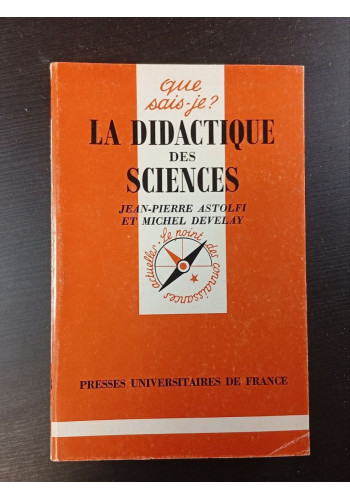 que
sais-je?
LA DIDACTIQUE
DES
SCIENCES
JEAN-PIERRE ASTOLFI
ET MICHEL DEVELAY
Le point des connaissances actuelles
PRESSES UNIVERSITAIRES DE FRANCE